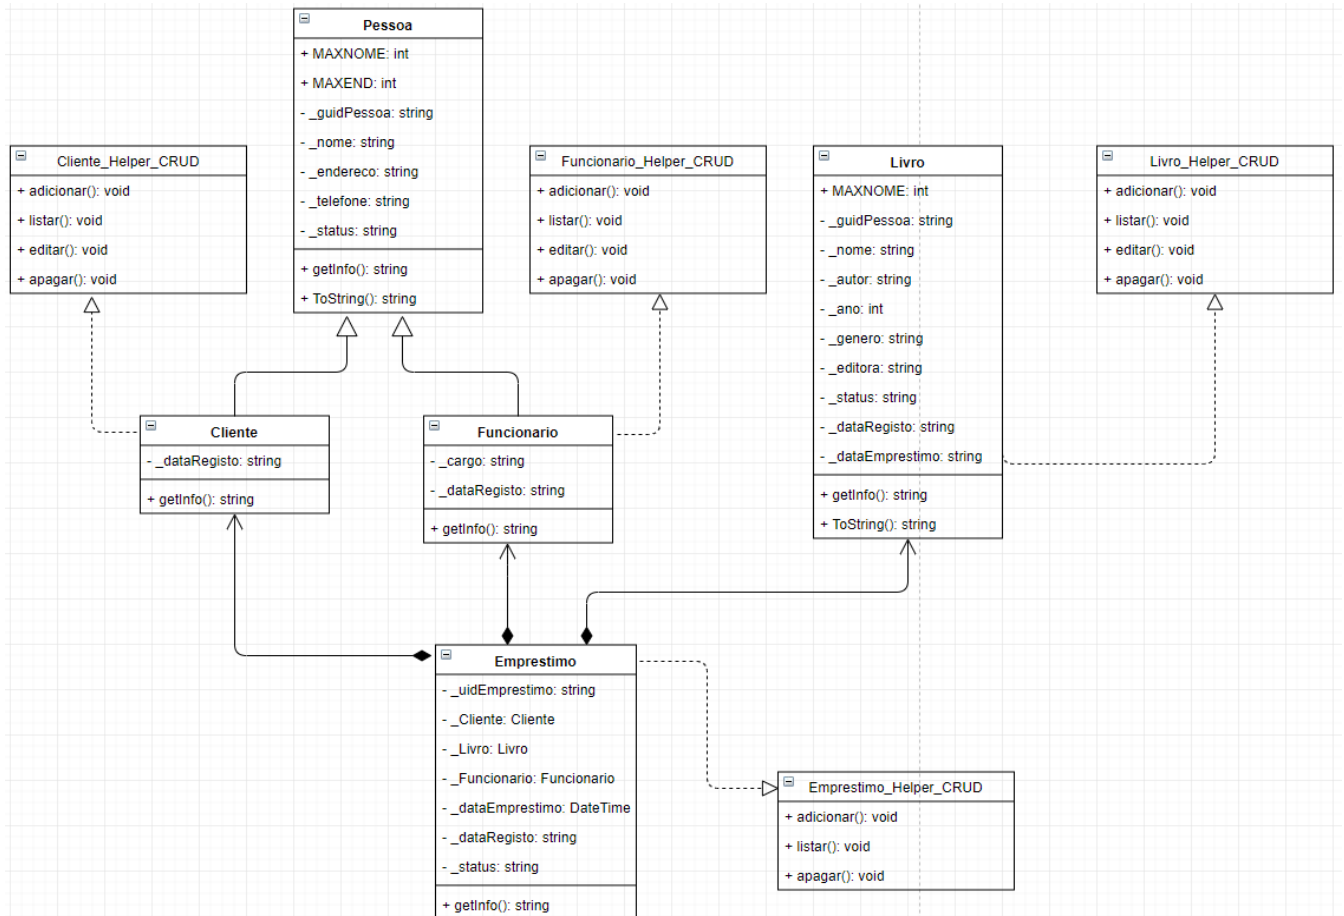 Pessoa
+ MAXNOME: int
+ MAXEND: int
- _guidPessoa: string
- _nome: string
- _endereco: string
- _telefone: string
- _status: string
+ getInfo(): string
+ ToString(): string
Cliente_Helper_CRUD
+ adicionar(): void
+ listar(): void
+ editar(): void
+ apagar(): void
Funcionario_Helper_CRUD
+ adicionar(): void
+ listar(): void
+ editar(): void
+ apagar(): void
Livro
+ MAXNOME: int
- _guidPessoa: string
- _nome: string
- _autor: string
- _ano: int
- _genero: string
- _editora: string
- _status: string
- _dataRegisto: string
- _dataEmprestimo: string
+ getInfo(): string
+ ToString(): string
Livro_Helper_CRUD
+ adicionar(): void
+ listar(): void
+ editar(): void
+ apagar(): void
Cliente
- _dataRegisto: string
+ getInfo(): string
Funcionario
- _cargo: string
- _dataRegisto: string
+ getInfo(): string
Emprestimo
- _uidEmprestimo: string
- _Cliente: Cliente
- _Livro: Livro
- _Funcionario: Funcionario
- _dataEmprestimo: DateTime
- _dataRegisto: string
- _status: string
+ getInfo(): string
Emprestimo_Helper_CRUD
+ adicionar(): void
+ listar(): void
+ apagar(): void